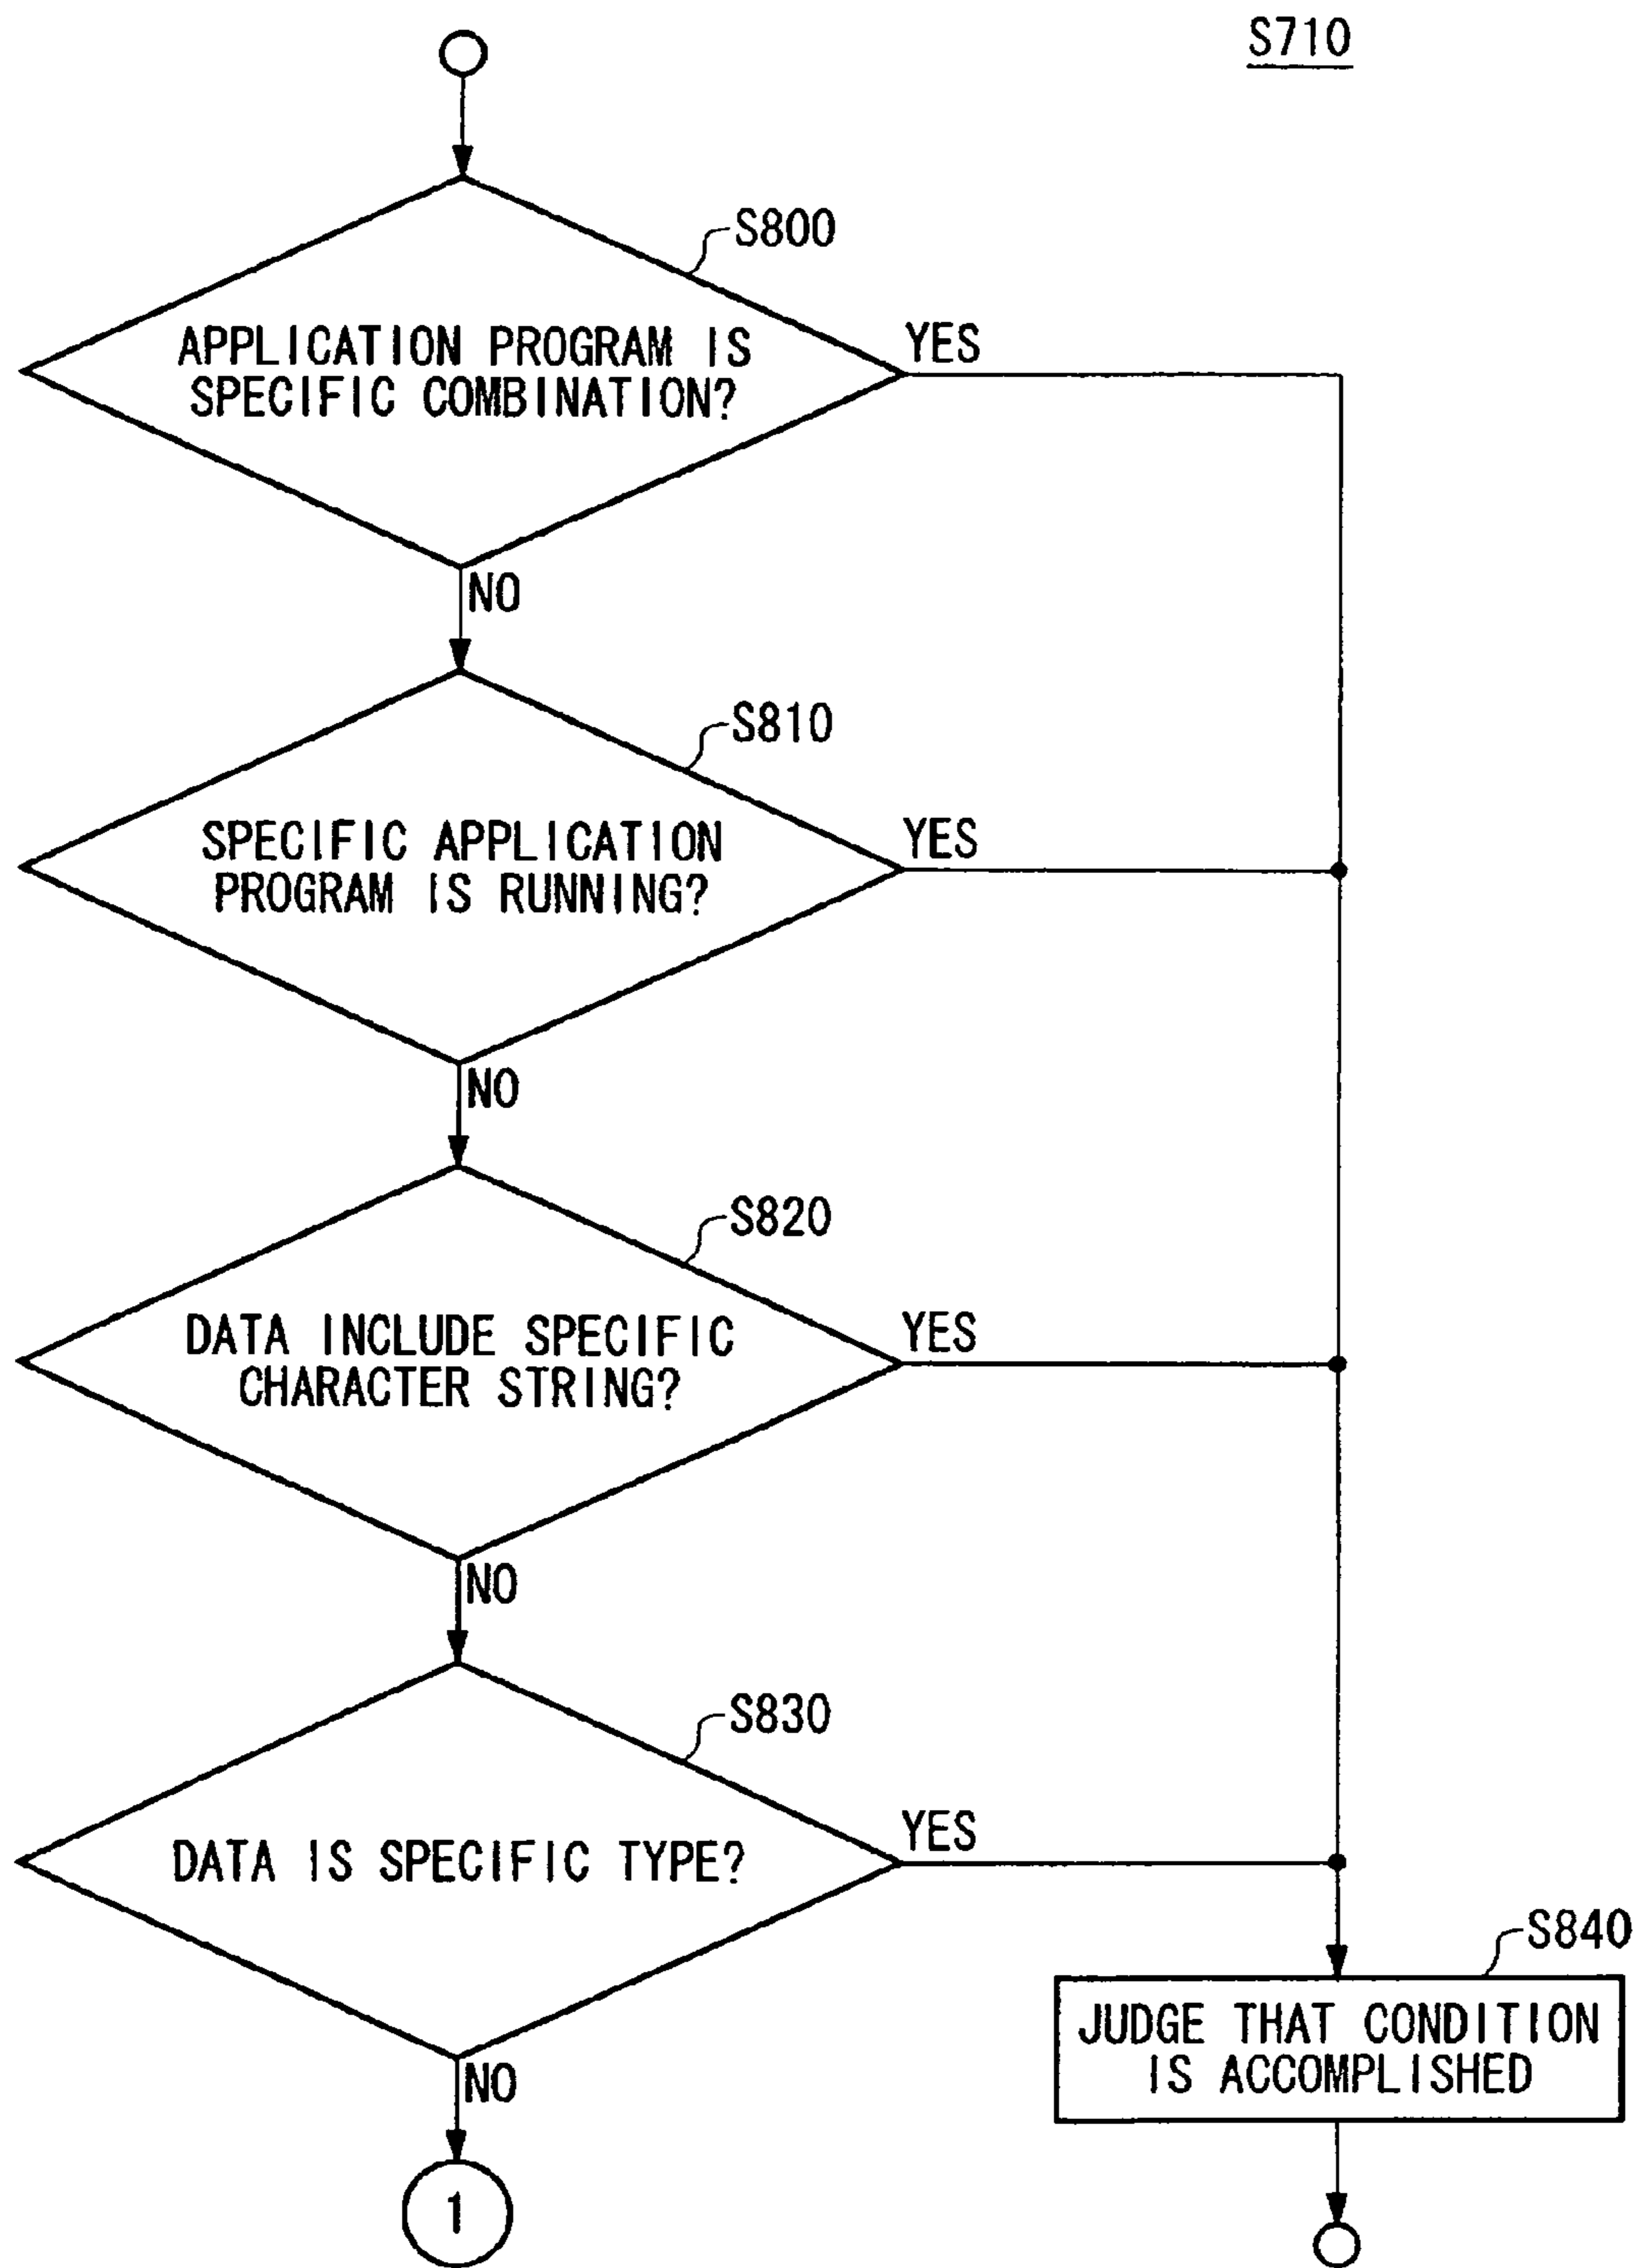 S710
S800
APPLICATION PROGRAM IS
SPECIFIC COMBINATION?
YES
NO
S810
SPECIFIC APPLICATION
PROGRAM IS RUNNING?
YES
NO
S820
DATA INCLUDE SPECIFIC
CHARACTER STRING?
YES
NO
S830
DATA IS SPECIFIC TYPE?
YES
NO
S840
JUDGE THAT CONDITION
IS ACCOMPLISHED
1